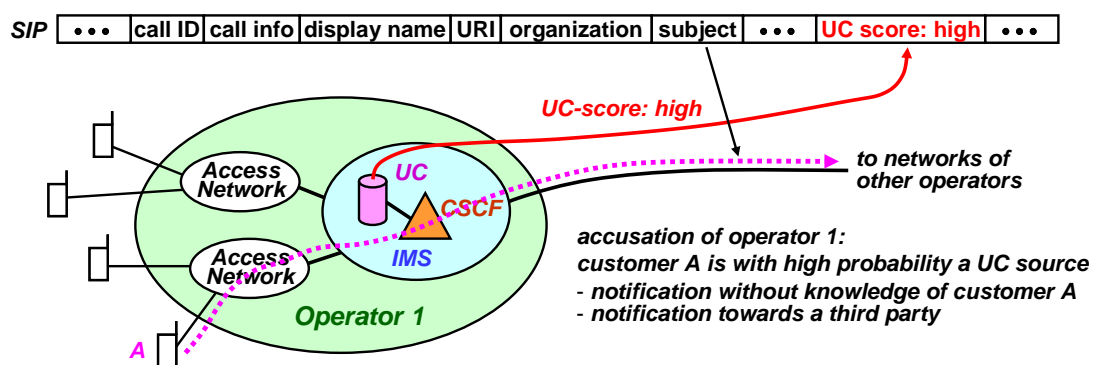 SIP ••• call ID call info display name URI organization subject ••• UC score: high •••
UC-score: high
Access
Network
UC
CSCF
IMS
to networks of
other operators
Access
Network
Operator 1
A
accusation of operator 1:
customer A is with high probability a UC source
- notification without knowledge of customer A
- notification towards a third party